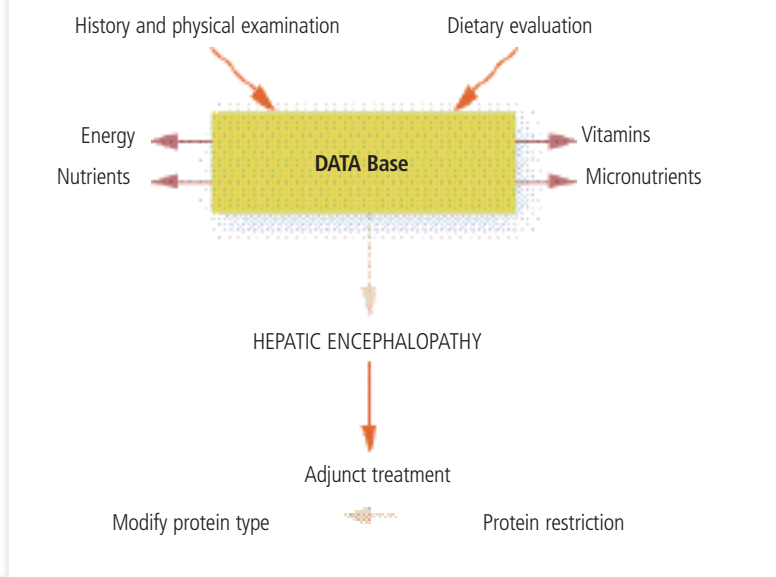 History and physical examination
Dietary evaluation
Energy
Vitamins
DATA Base
Nutrients
Micronutrients
HEPATIC ENCEPHALOPATHY
Adjunct treatment
Modify protein type
Protein restriction